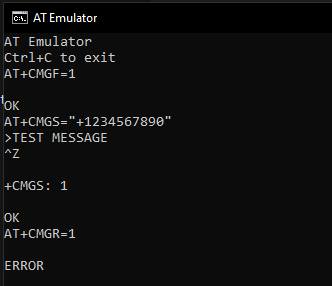 AT Emulator
AT Emulator
Ctrl+C to exit
AT+CMGF=1
OK
AT+CMGS="+1234567890"
>TEST MESSAGE
^Z
+CMGS: 1
OK
AT+CMGR=1
ERROR